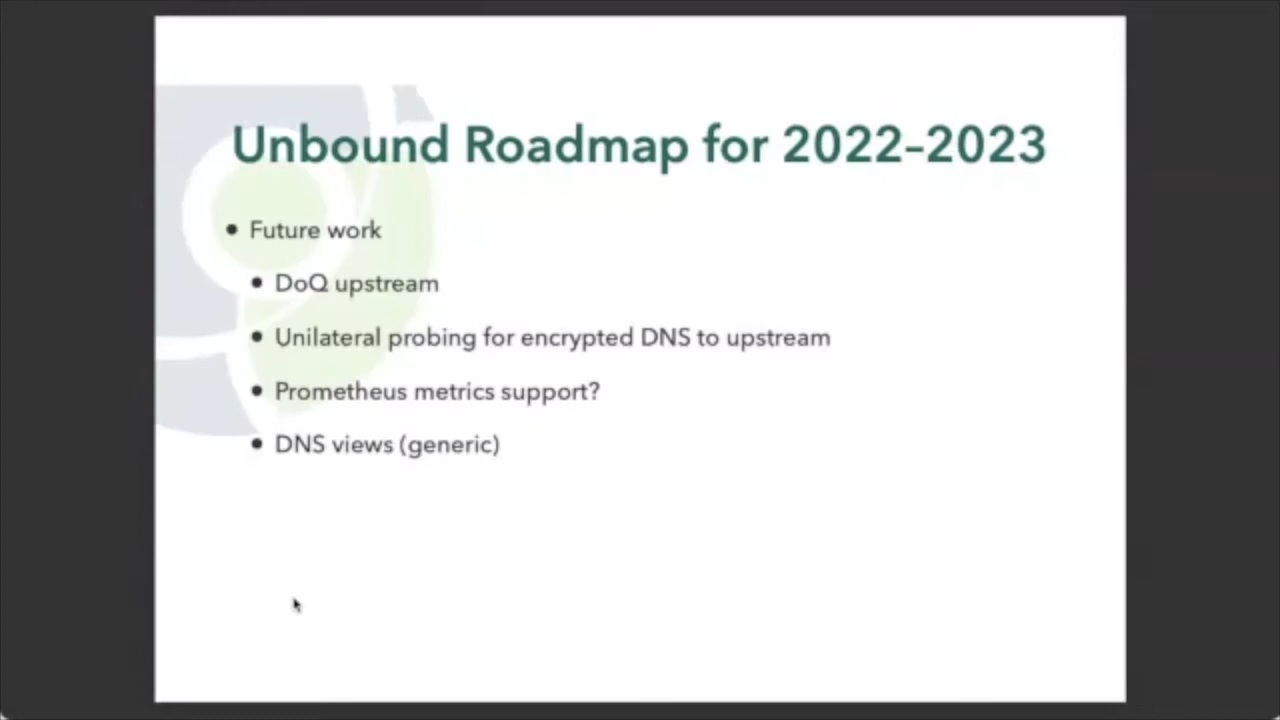 Unbound Roadmap for 2022–2023
• Future work
• DoQ upstream
• Unilateral probing for encrypted DNS to upstream
• Prometheus metrics support?
• DNS views (generic)